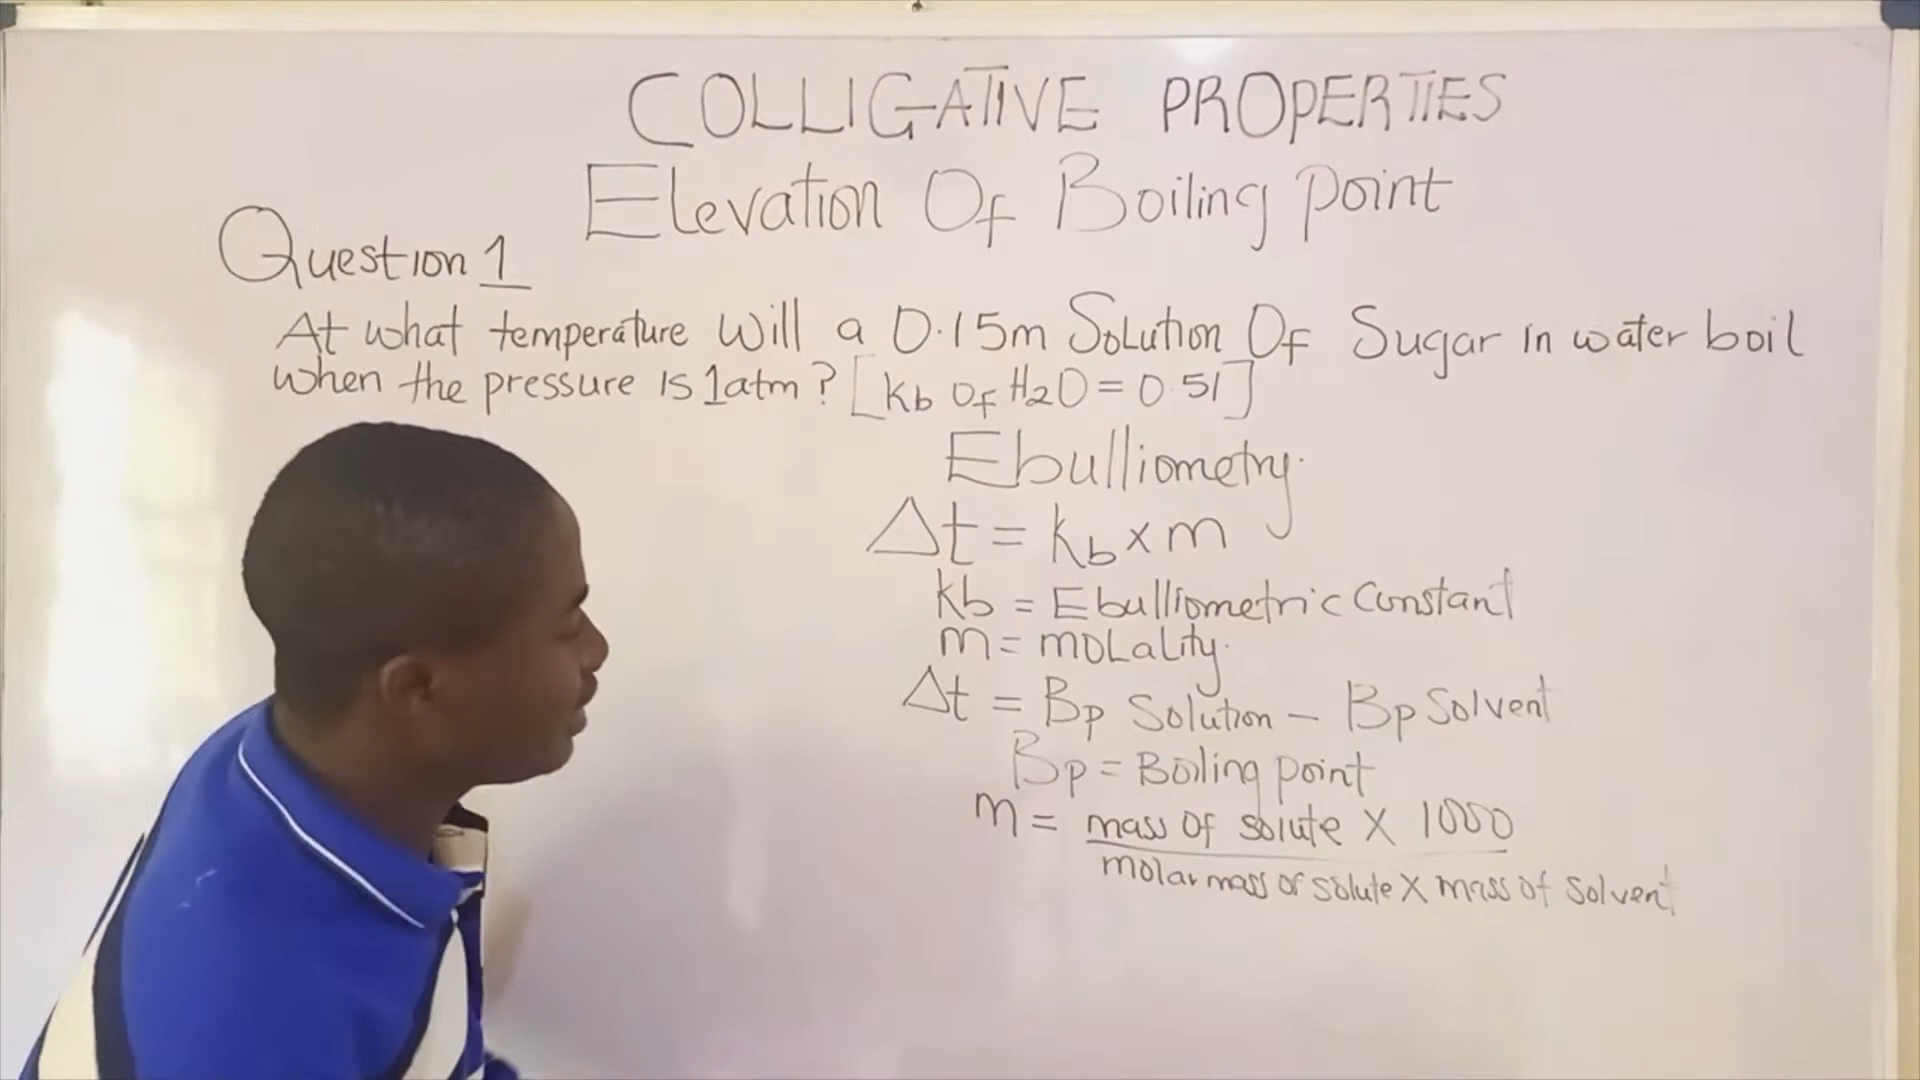 COLLIGATIVE PROPERTIES
Elevation Of Boiling point
Question 1
At what temperature will a 0.15m Solution Of Sugar in water boil
when the pressure is 1atm? [Kb Of H2O = 0.51]
Ebulliometry.
Δt = Kb x m
Kb = Ebulliometric Constant
m = moLaLity.
Δt = Bp Solution - Bp Solvent
Bp = Boiling point
m = mass Of solute X 1000
molar mass of solute X mass of solvent